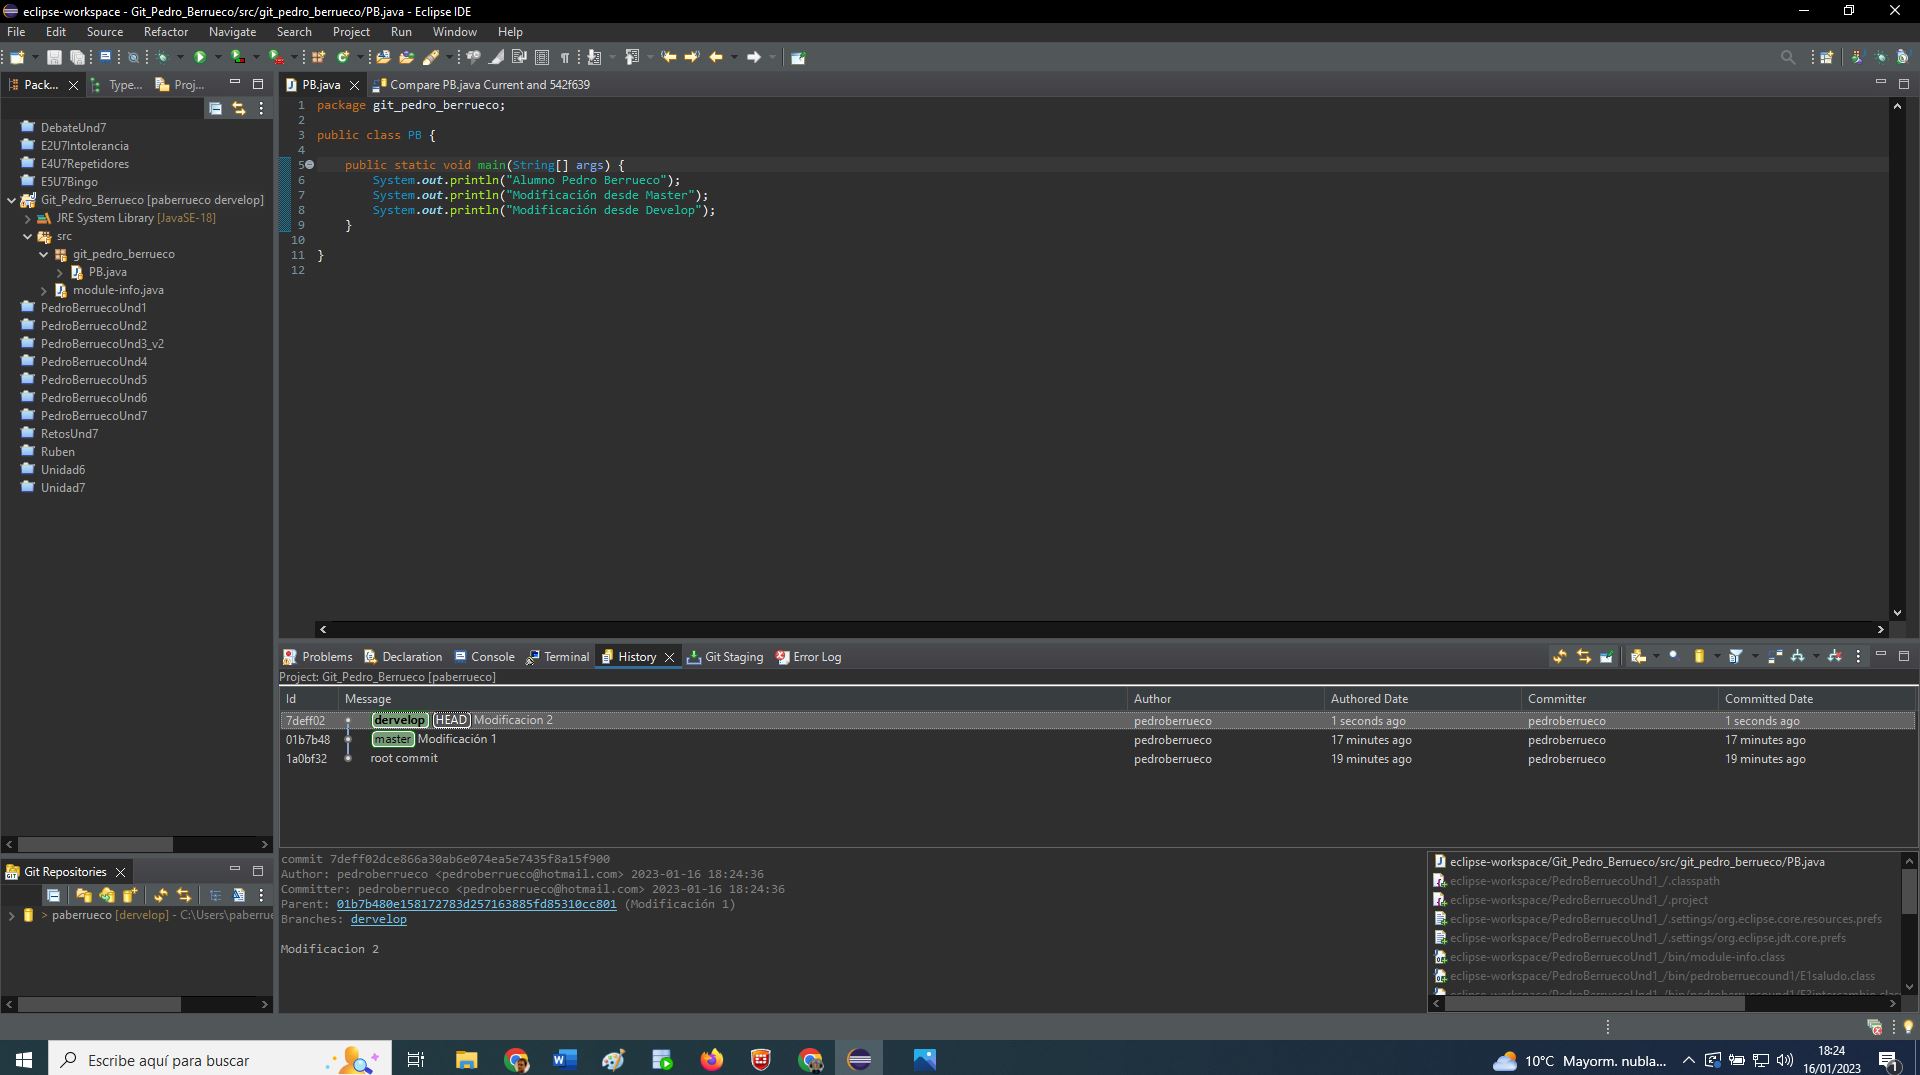 eclipse-workspace - Git_Pedro_Berrueco/src/git_pedro_berrueco/PB.java - Eclipse IDE
File Edit Source Refactor Navigate Search Project Run Window Help
Pack... Type... Proj...
DebateUnd7
E2U7Intolerancia
E4U7Repetidores
E5U7Bingo
Git_Pedro_Berrueco [paberrueco dervelop]
JRE System Library [JavaSE-18]
src
git_pedro_berrueco
PB.java
module-info.java
PedroBerruecoUnd1
PedroBerruecoUnd2
PedroBerruecoUnd3_v2
PedroBerruecoUnd4
PedroBerruecoUnd5
PedroBerruecoUnd6
PedroBerruecoUnd7
RetosUnd7
Ruben
Unidad6
Unidad7
PB.java Compare PB.java Current and 542f639
1 package git_pedro_berrueco;
2
3 public class PB {
4
5 public static void main(String[] args) {
6 System.out.println("Alumno Pedro Berrueco");
7 System.out.println("Modificación desde Master");
8 System.out.println("Modificación desde Develop");
9 }
10
11 }
12
Problems Declaration Console Terminal History Git Staging Error Log
Project: Git_Pedro_Berrueco [paberrueco]
Id Message Author Authored Date Committer Committed Date
7deff02 dervelop HEAD Modificacion 2 pedroberrueco 1 seconds ago pedroberrueco 1 seconds ago
01b7b48 master Modificación 1 pedroberrueco 17 minutes ago pedroberrueco 17 minutes ago
1a0bf32 root commit pedroberrueco 19 minutes ago pedroberrueco 19 minutes ago
Git Repositories
> paberrueco [dervelop] - C:\Users\paberrue
commit 7deff02dce866a30ab6e074ea5e7435f8a15f900
Author: pedroberrueco <pedroberrueco@hotmail.com> 2023-01-16 18:24:36
Committer: pedroberrueco <pedroberrueco@hotmail.com> 2023-01-16 18:24:36
Parent: 01b7b480e158172783d257163885fd85310cc801 (Modificación 1)
Branches: dervelop
Modificacion 2
eclipse-workspace/Git_Pedro_Berrueco/src/git_pedro_berrueco/PB.java
eclipse-workspace/PedroBerruecoUnd1_/.classpath
eclipse-workspace/PedroBerruecoUnd1_/.project
eclipse-workspace/PedroBerruecoUnd1_/.settings/org.eclipse.core.resources.prefs
eclipse-workspace/PedroBerruecoUnd1_/.settings/org.eclipse.jdt.core.prefs
eclipse-workspace/PedroBerruecoUnd1_/bin/module-info.class
eclipse-workspace/PedroBerruecoUnd1_/bin/pedroberruecound1/E1saludo.class
Escribe aquí para buscar
10°C Mayorm. nubla...
18:24
16/01/2023
1